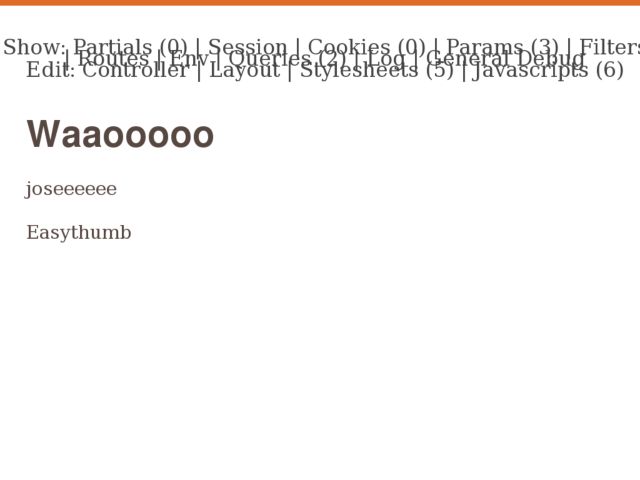 Show: Partials (0) | Session | Cookies (0) | Params (3) | Filters
| Routes | Env | Queries (2) | Log | General Debug
Edit: Controller | Layout | Stylesheets (5) | Javascripts (6)
Waaooooo
joseeeeee
Easythumb